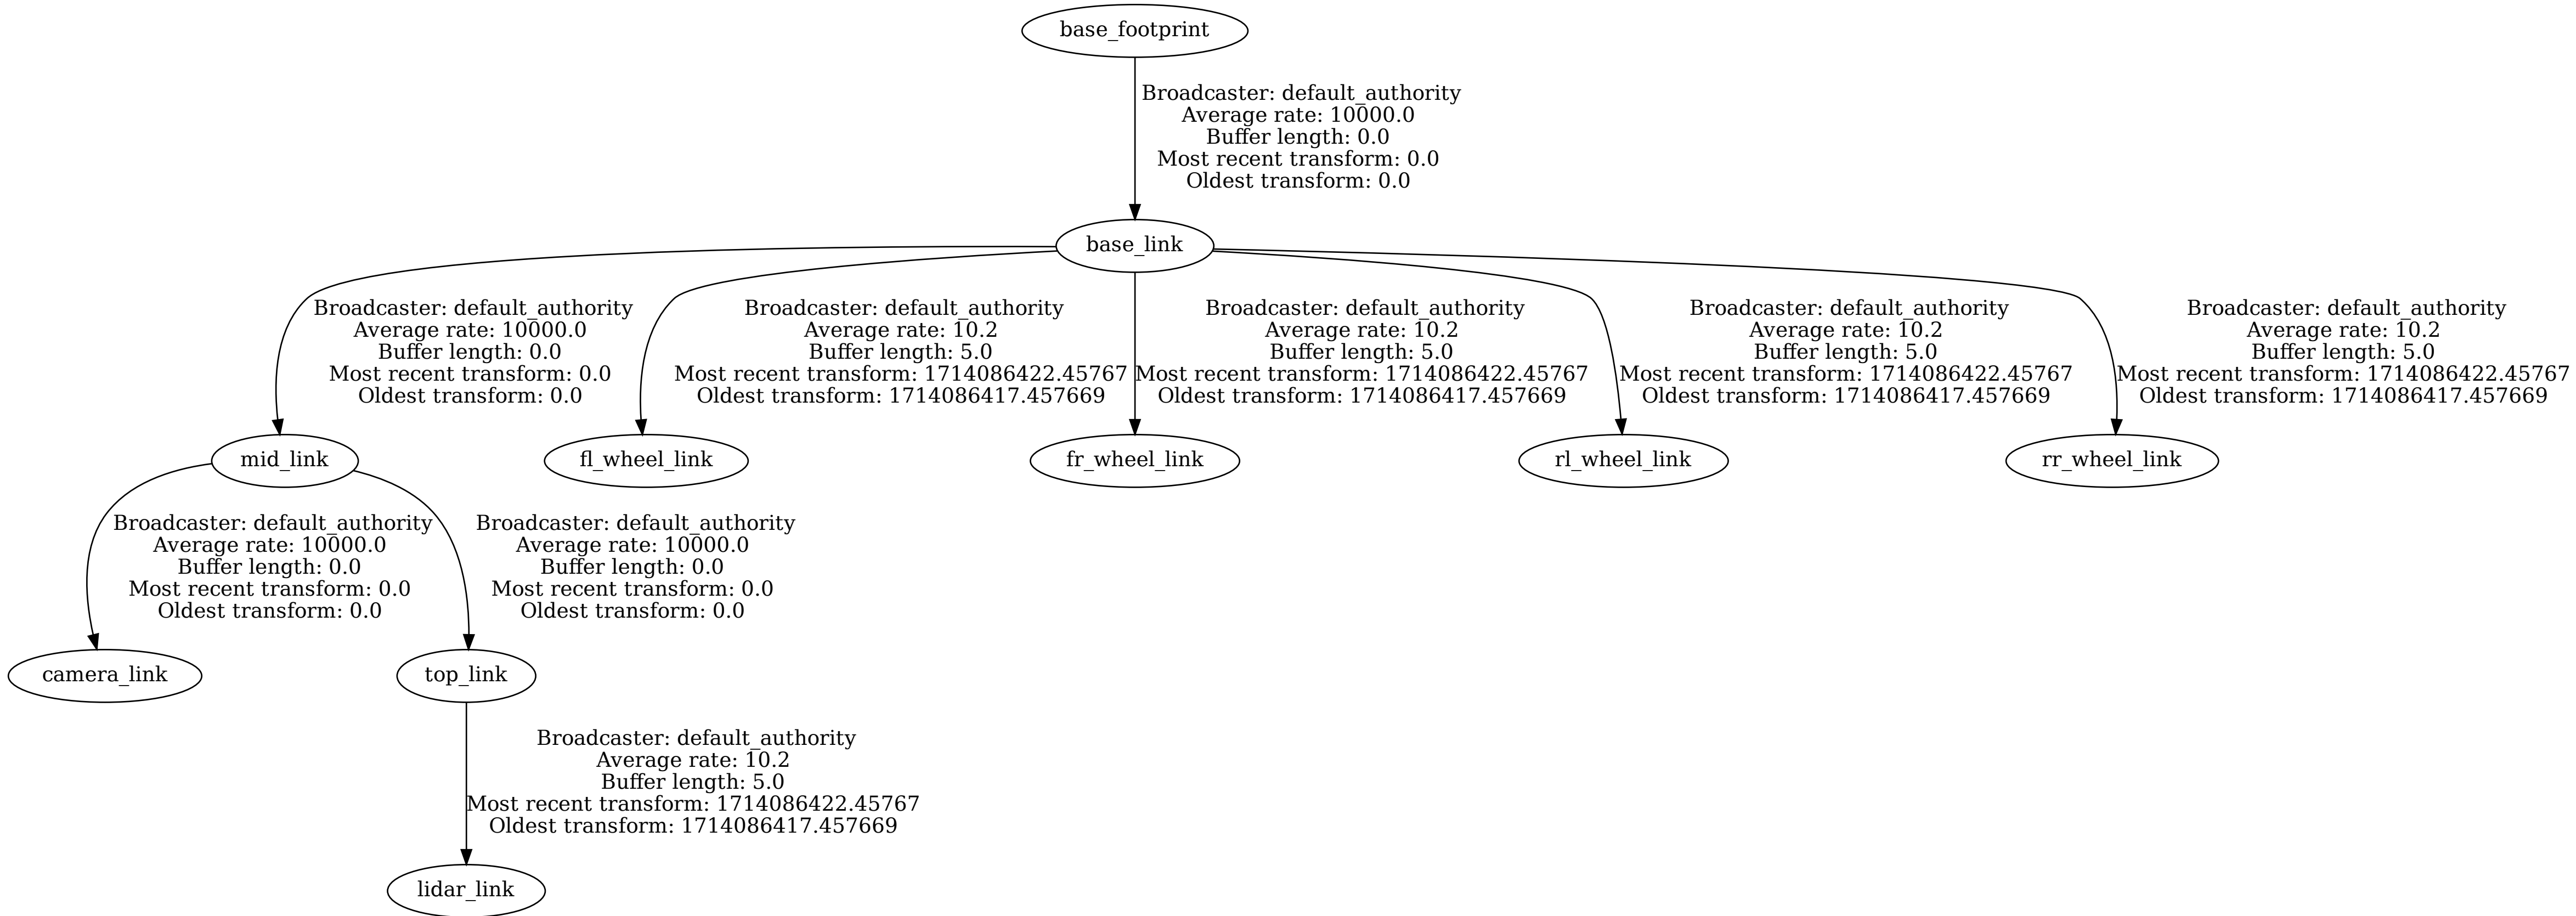 base_footprint
Broadcaster: default_authority
Average rate: 10000.0
Buffer length: 0.0
Most recent transform: 0.0
Oldest transform: 0.0
base_link
Broadcaster: default_authority
Average rate: 10000.0
Buffer length: 0.0
Most recent transform: 0.0
Oldest transform: 0.0
Broadcaster: default_authority
Average rate: 10.2
Buffer length: 5.0
Most recent transform: 1714086422.45767
Oldest transform: 1714086417.457669
Broadcaster: default_authority
Average rate: 10.2
Buffer length: 5.0
Most recent transform: 1714086422.45767
Oldest transform: 1714086417.457669
Broadcaster: default_authority
Average rate: 10.2
Buffer length: 5.0
Most recent transform: 1714086422.45767
Oldest transform: 1714086417.457669
Broadcaster: default_authority
Average rate: 10.2
Buffer length: 5.0
Most recent transform: 1714086422.45767
Oldest transform: 1714086417.457669
mid_link
fl_wheel_link
fr_wheel_link
rl_wheel_link
rr_wheel_link
Broadcaster: default_authority
Average rate: 10000.0
Buffer length: 0.0
Most recent transform: 0.0
Oldest transform: 0.0
Broadcaster: default_authority
Average rate: 10000.0
Buffer length: 0.0
Most recent transform: 0.0
Oldest transform: 0.0
camera_link
top_link
Broadcaster: default_authority
Average rate: 10.2
Buffer length: 5.0
Most recent transform: 1714086422.45767
Oldest transform: 1714086417.457669
lidar_link